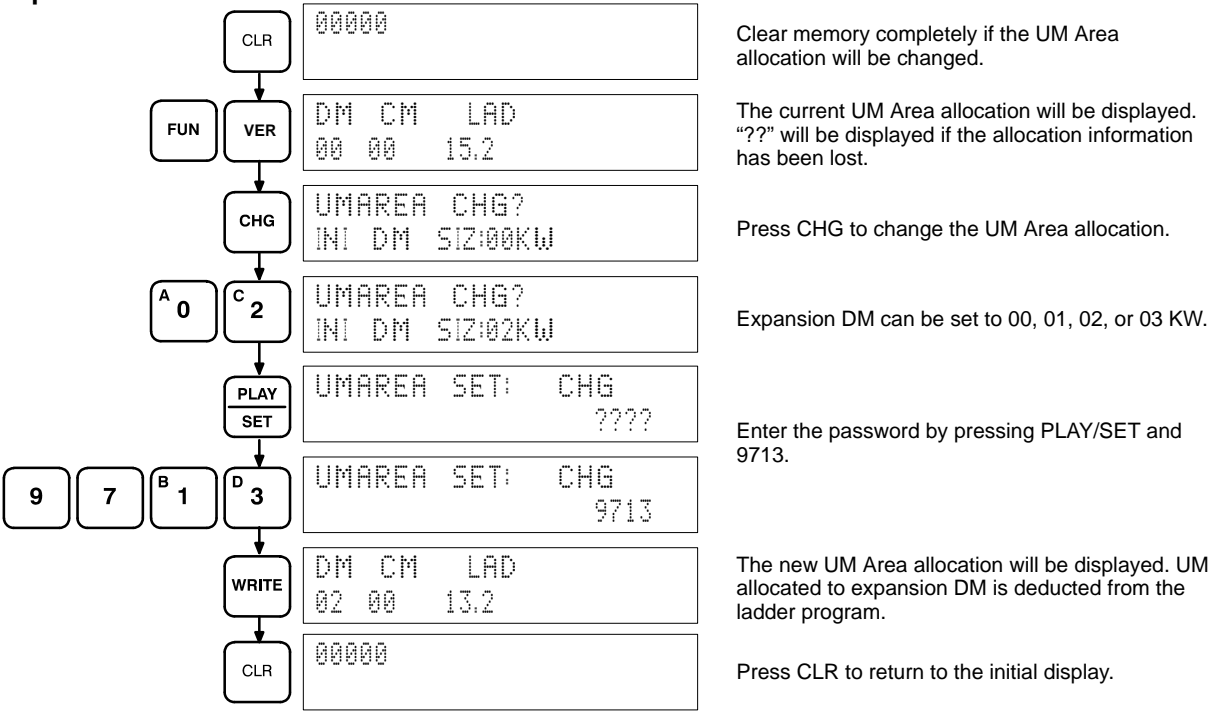 CLR
00000
Clear memory completely if the UM Area
allocation will be changed.
FUN VER
DM CM LAD
00 00 15.2
The current UM Area allocation will be displayed.
“??” will be displayed if the allocation information
has been lost.
CHG
UMAREA CHG?
INI DM SIZ:00KW
Press CHG to change the UM Area allocation.
A 0 C 2
UMAREA CHG?
INI DM SIZ:02KW
Expansion DM can be set to 00, 01, 02, or 03 KW.
PLAY
SET
UMAREA SET: CHG
????
Enter the password by pressing PLAY/SET and
9713.
9 7 B 1 D 3
UMAREA SET: CHG
9713
WRITE
DM CM LAD
02 00 13.2
The new UM Area allocation will be displayed. UM
allocated to expansion DM is deducted from the
ladder program.
CLR
00000
Press CLR to return to the initial display.